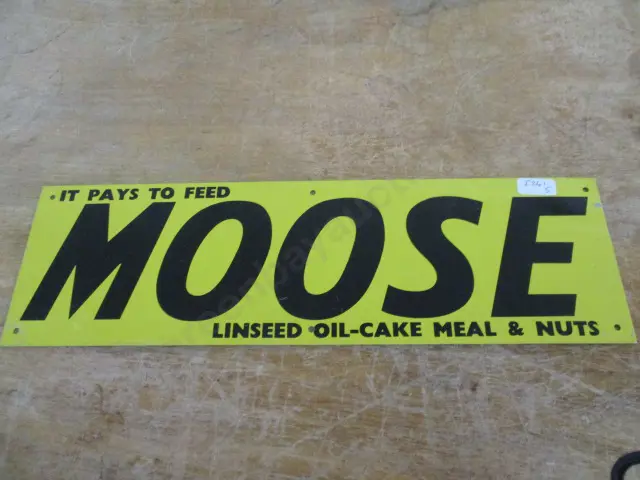 IT PAYS TO FEED
MOOSE
LINSEED OIL-CAKE MEAL & NUTS